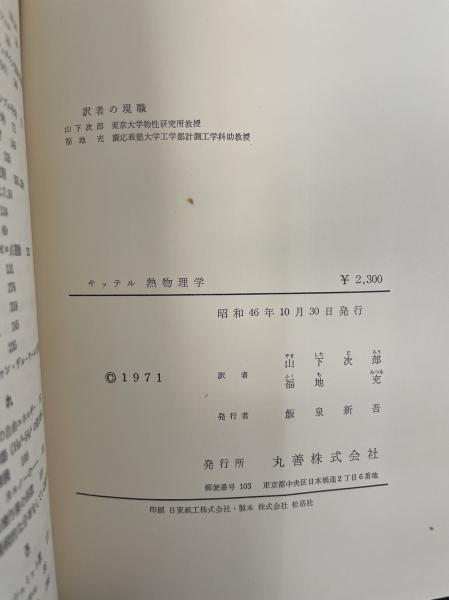 訳者の現職
山下次郎 東京大学物性研究所教授
福地 充 慶応義塾大学工学部計測工学科助教授
キッテル 熱物理学 ¥2,300
昭和46年10月30日発行
©1971
訳者 山下次郎
福地充
発行者 飯泉新吾
発行所 丸善株式会社
郵便番号 103 東京都中央区日本橋通2丁目6番地
印刷 日東紙工株式会社・製本 株式会社 松岳社